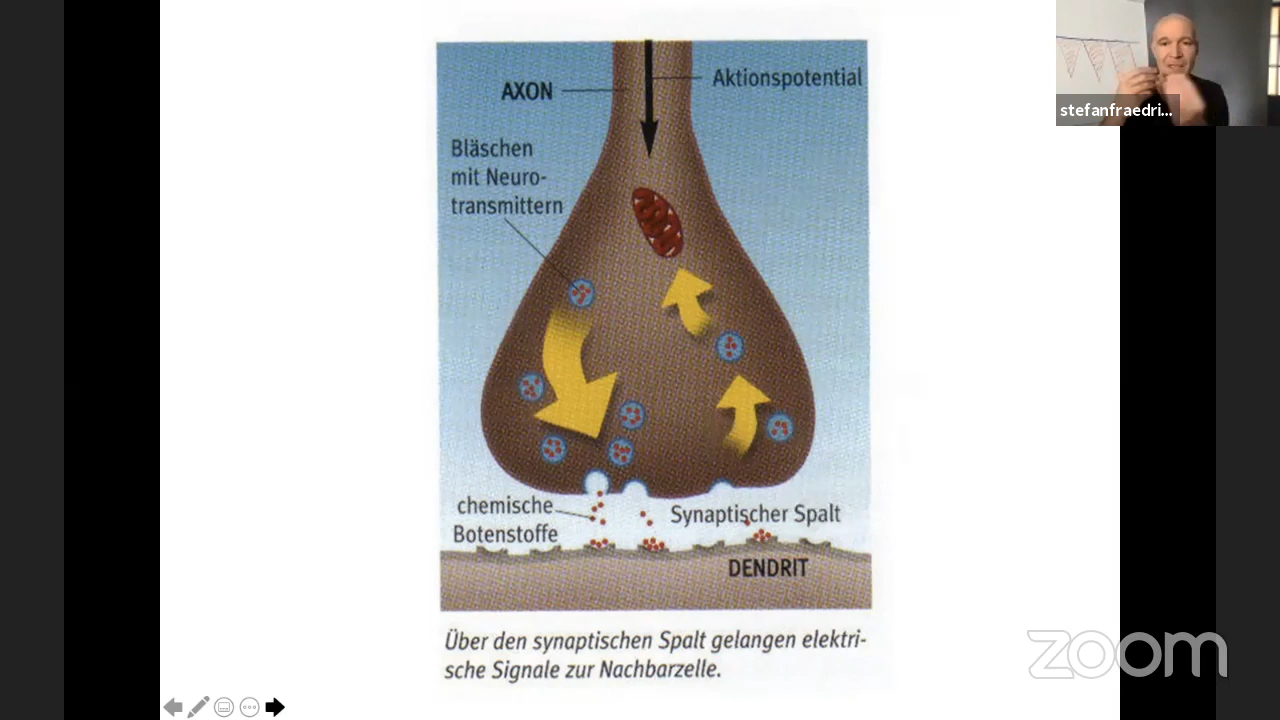 stefanfraedri...
AXON
Aktionspotential
Bläschen
mit Neuro-
transmittern
chemische
Botenstoffe
Synaptischer Spalt
DENDRIT
Über den synaptischen Spalt gelangen elektri-
sche Signale zur Nachbarzelle.
zoom